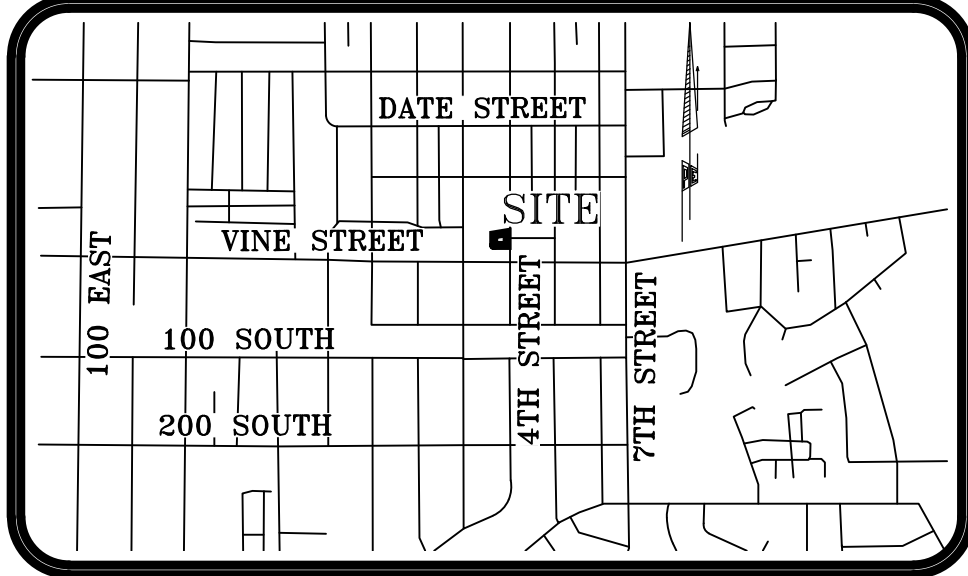 DATE STREET
SITE
VINE STREET
100 EAST
4TH STREET
7TH STREET
100 SOUTH
200 SOUTH